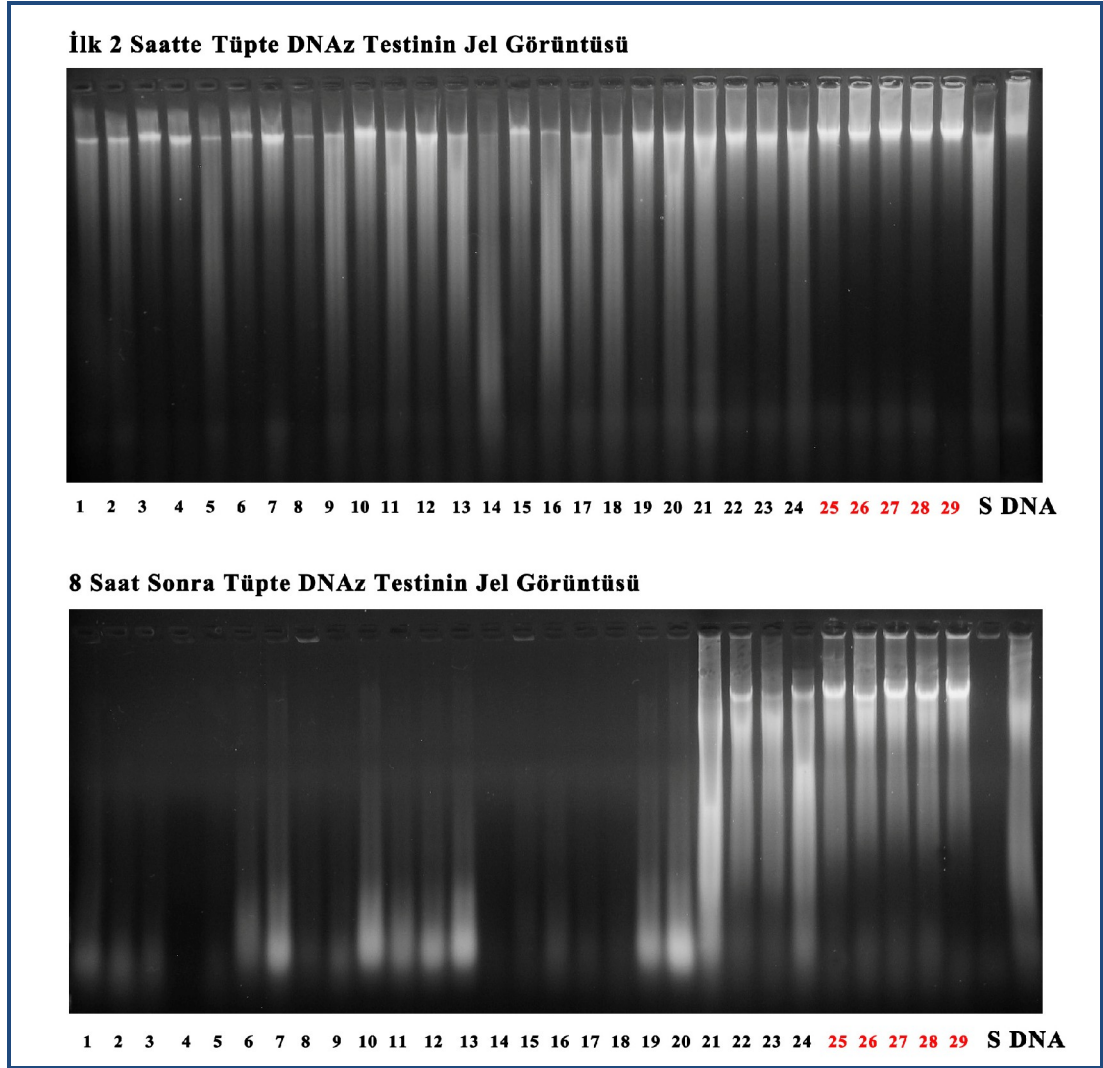 İlk 2 Saatte Tüpte DNAz Testinin Jel Görüntüsü
1 2 3 4 5 6 7 8 9 10 11 12 13 14 15 16 17 18 19 20 21 22 23 24 25 26 27 28 29 S DNA
8 Saat Sonra Tüpte DNAz Testinin Jel Görüntüsü
1 2 3 4 5 6 7 8 9 10 11 12 13 14 15 16 17 18 19 20 21 22 23 24 25 26 27 28 29 S DNA